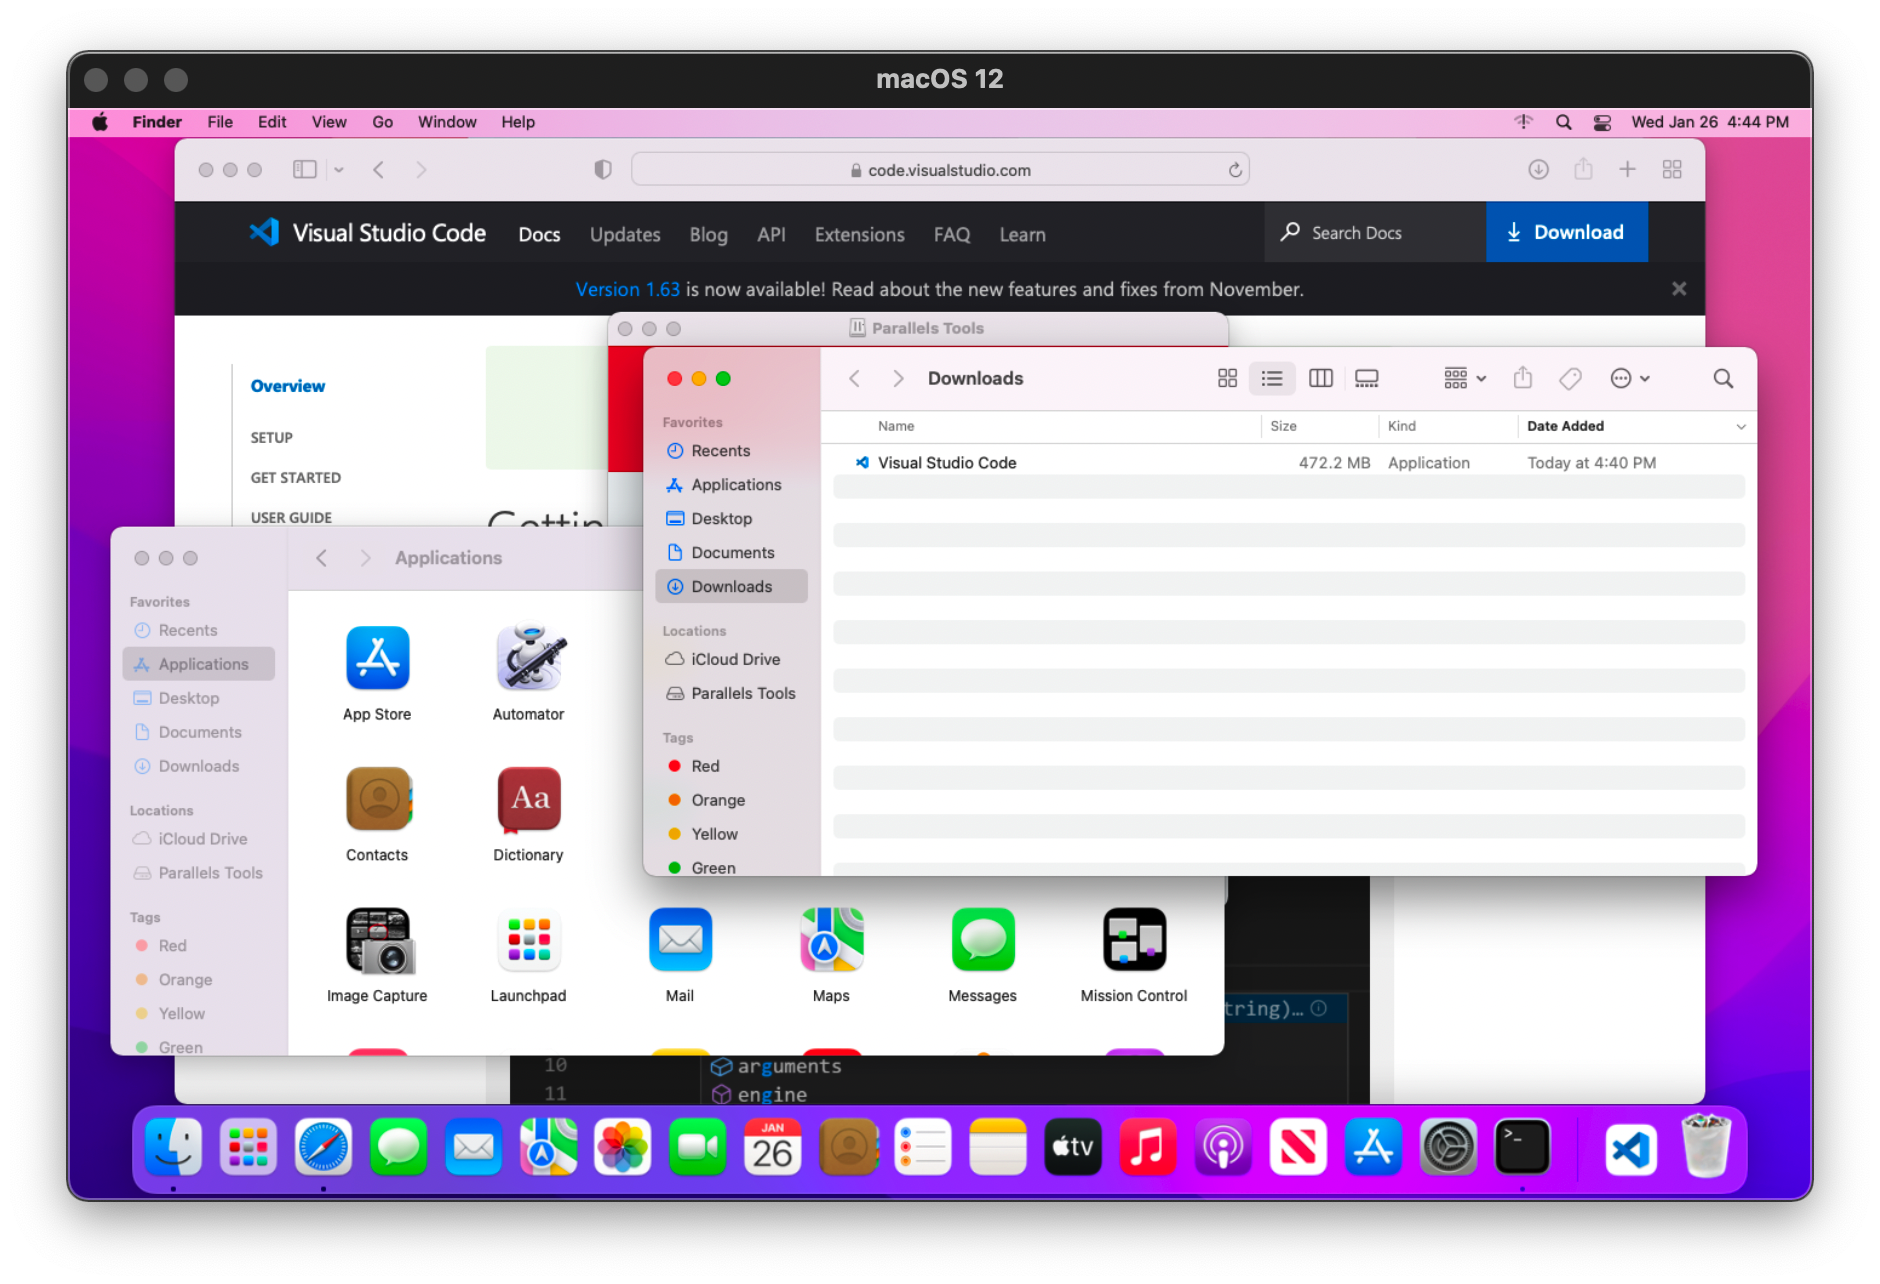 macOS 12
Finder File Edit View Go Window Help Wed Jan 26 4:44 PM
code.visualstudio.com
Visual Studio Code Docs Updates Blog API Extensions FAQ Learn Search Docs Download
Version 1.63 is now available! Read about the new features and fixes from November.
Overview
SETUP
GET STARTED
USER GUIDE
Parallels Tools
Downloads
Favorites
Recents
Applications
Desktop
Documents
Downloads
Locations
iCloud Drive
Parallels Tools
Tags
Red
Orange
Yellow
Green
Name Size Kind Date Added
Visual Studio Code 472.2 MB Application Today at 4:40 PM
Applications
Favorites
Recents
Applications
Desktop
Documents
Downloads
Locations
iCloud Drive
Parallels Tools
Tags
Red
Orange
Yellow
Green
App Store Automator
Aa
Contacts Dictionary
Image Capture Launchpad Mail Maps Messages Mission Control
tring)…
10 arguments
11 engine
JAN
26
tv
>_